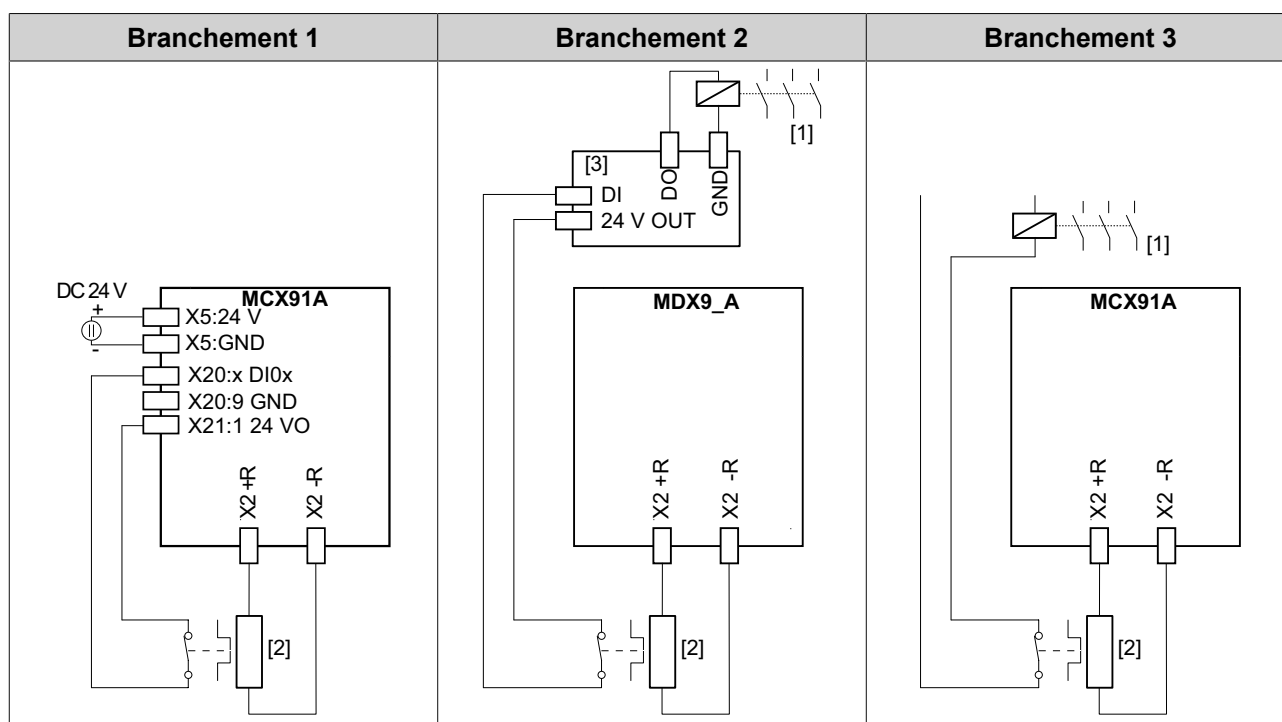 Branchement 1
Branchement 2
Branchement 3
DC 24 V
+
-
MCX91A
X5:24 V
X5:GND
X20:x DI0x
X20:9 GND
X21:1 24 VO
X2 +R
X2 -R
[2]
[1]
[3]
DO
GND
DI
24 V OUT
MDX9_A
X2 +R
X2 -R
[2]
[1]
MCX91A
X2 +R
X2 -R
[2]